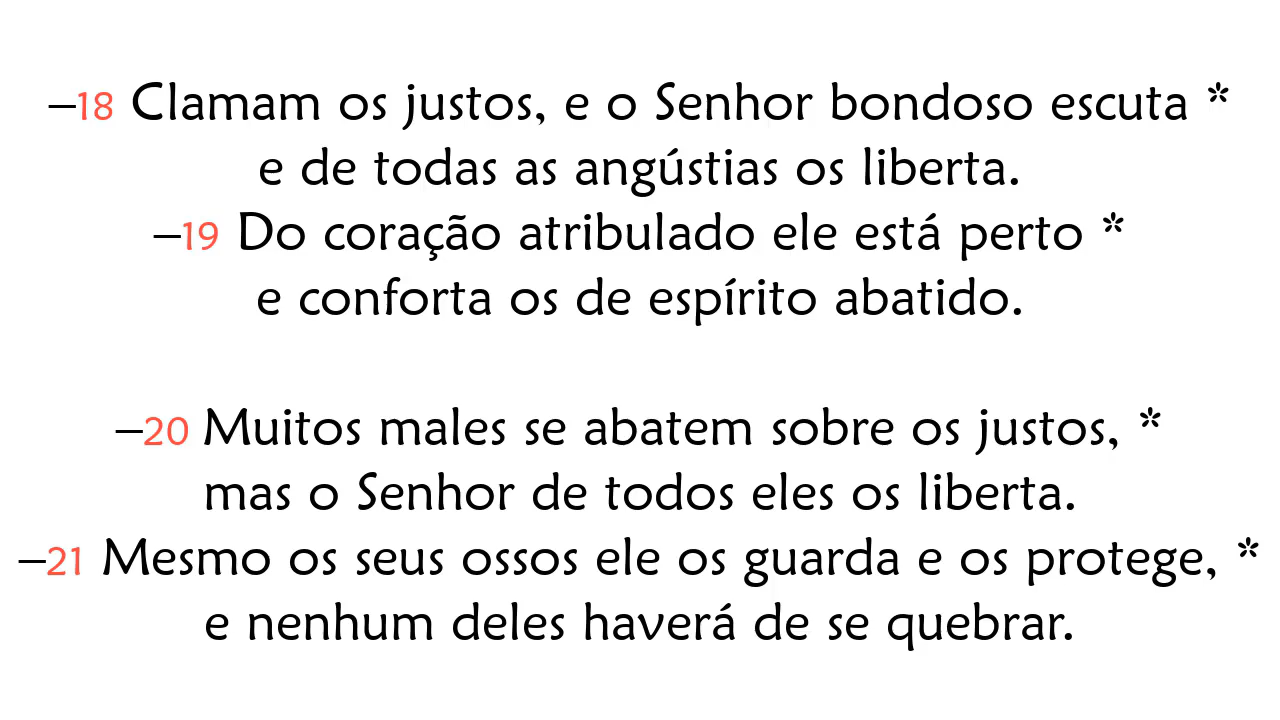 –18 Clamam os justos, e o Senhor bondoso escuta *
e de todas as angústias os liberta.
–19 Do coração atribulado ele está perto *
e conforta os de espírito abatido.
–20 Muitos males se abatem sobre os justos, *
mas o Senhor de todos eles os liberta.
–21 Mesmo os seus ossos ele os guarda e os protege, *
e nenhum deles haverá de se quebrar.